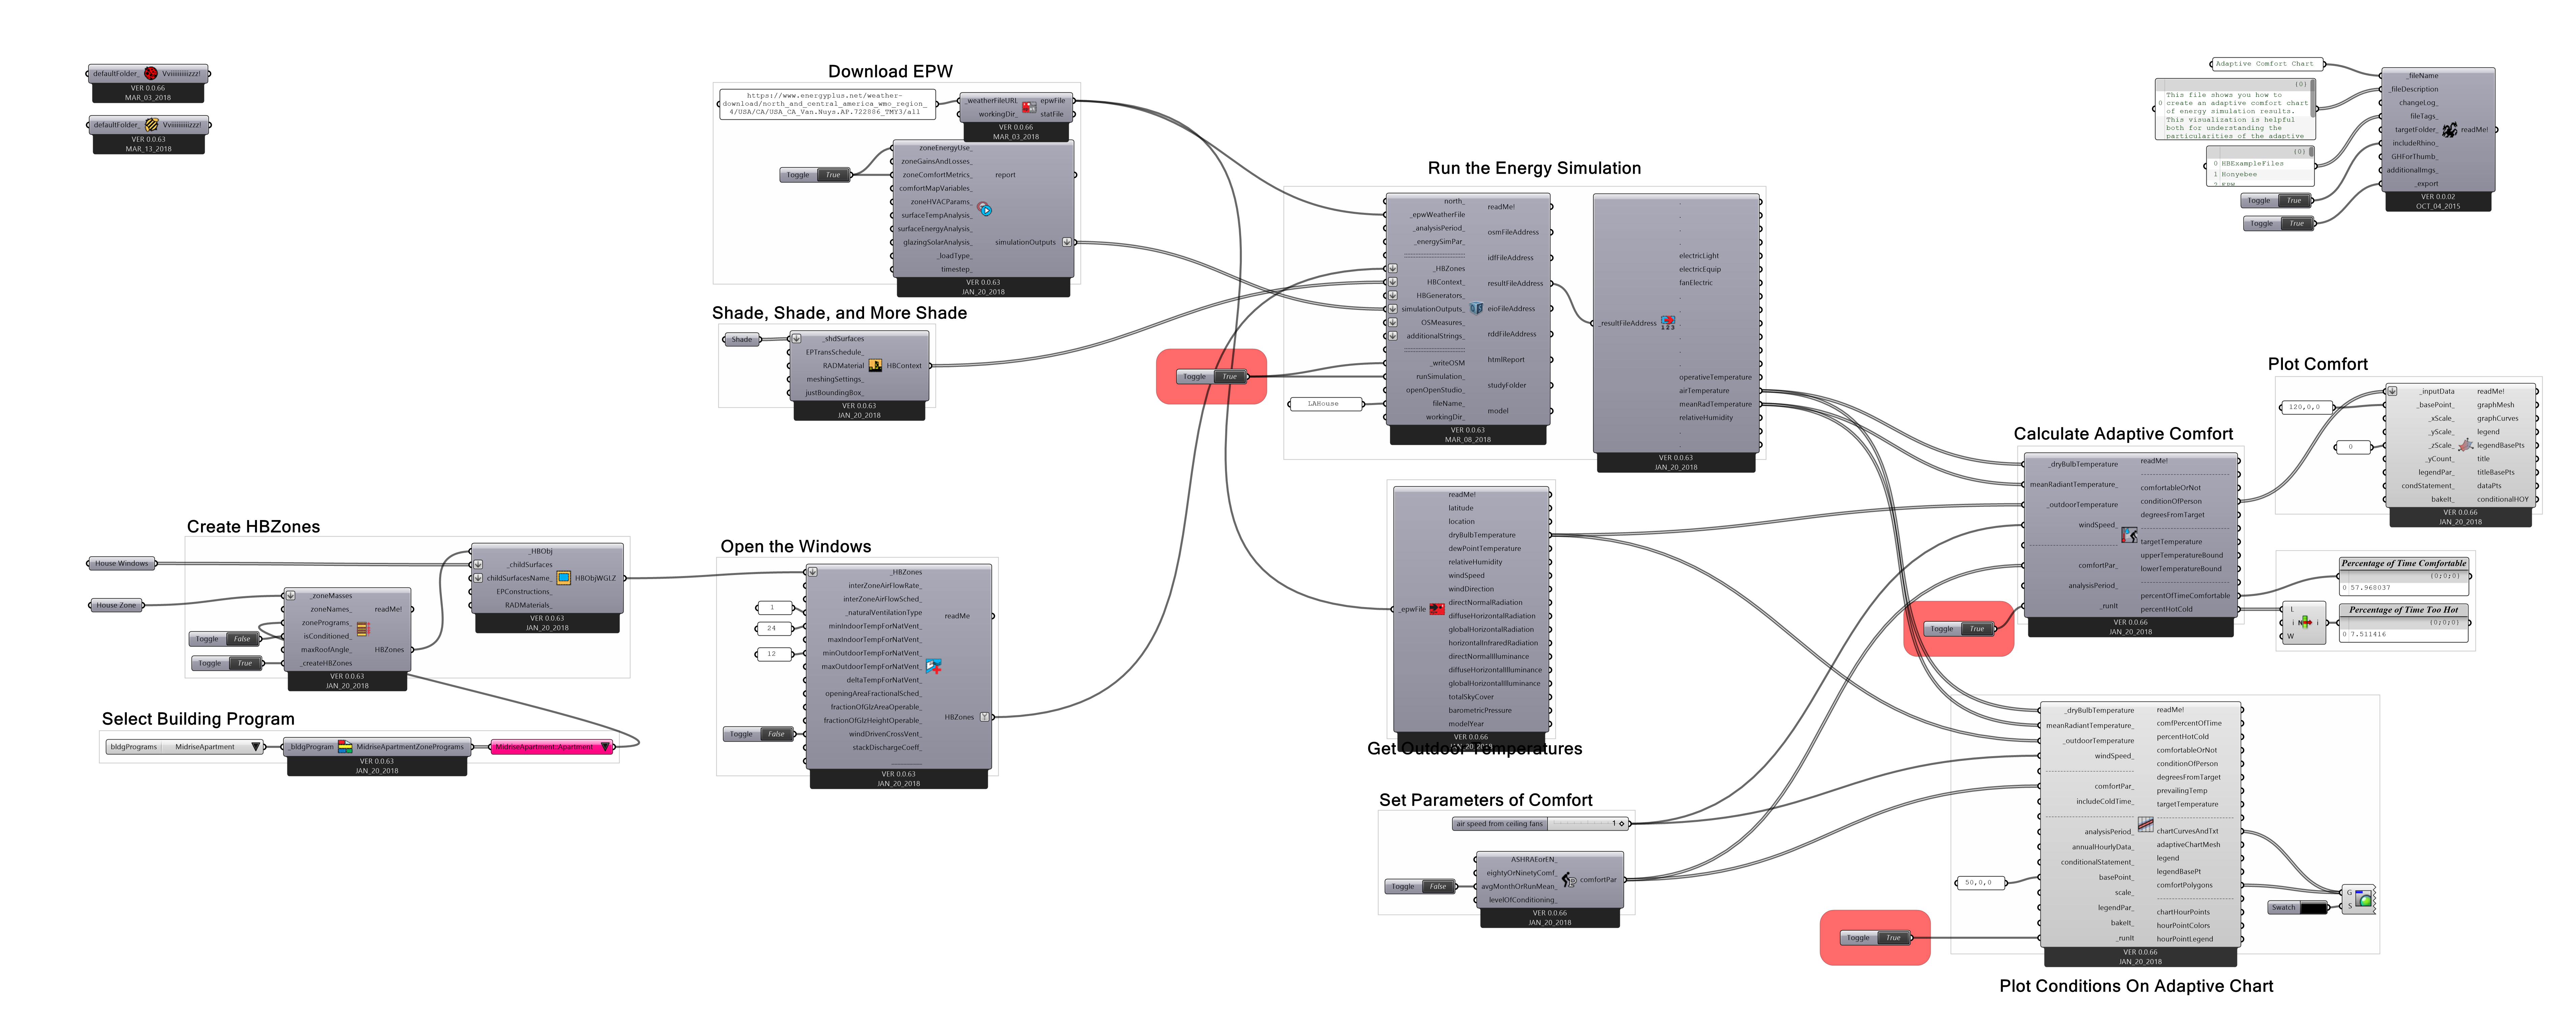 defaultFolder_ Vviiiiiiiiizzz!
VER 0.0.66
MAR_03_2018
defaultFolder_ Vviiiiiiiiizzz!
VER 0.0.63
MAR_13_2018
Download EPW
https://www.energyplus.net/weather-
download/north_and_central_america_wmo_region_
4/USA/CA/USA_CA_Van.Nuys.AP.722886_TMY3/all
_weatherFileURL epwFile
workingDir_ statFile
VER 0.0.66
MAR_03_2018
Toggle True
zoneEnergyUse_
zoneGainsAndLosses_
zoneComfortMetrics_ report
comfortMapVariables_
zoneHVACParams_
surfaceTempAnalysis_
surfaceEnergyAnalysis_
glazingSolarAnalysis_ simulationOutputs
_loadType_
timestep_
VER 0.0.63
JAN_20_2018
Shade, Shade, and More Shade
Shade
_shdSurfaces
EPTransSchedule_
RADMaterial HBContext
meshingSettings_
justBoundingBox_
VER 0.0.63
JAN_20_2018
Create HBZones
House Windows
House Zone
_HBObj
_childSurfaces
childSurfacesName_ HBObjWGLZ
EPConstructions_
RADMaterials_
VER 0.0.63
JAN_20_2018
_zoneMasses
zoneNames_ readMe!
zonePrograms_
isConditioned_
maxRoofAngle_ HBZones
_createHBZones
VER 0.0.63
JAN_20_2018
Toggle False
Toggle True
Select Building Program
bldgPrograms MidriseApartment
_bldgProgram MidriseApartmentZonePrograms
VER 0.0.63
JAN_20_2018
MidriseApartment::Apartment
Open the Windows
1
24
12
Toggle False
_HBZones
interZoneAirFlowRate_
interZoneAirFlowSched_
_naturalVentilationType
minIndoorTempForNatVent_ readMe
maxIndoorTempForNatVent_
minOutdoorTempForNatVent_
maxOutdoorTempForNatVent_
deltaTempForNatVent_
openingAreaFractionalSched_
fractionOfGlzAreaOperable_
fractionOfGlzHeightOperable_ HBZones
windDrivenCrossVent_
stackDischargeCoeff_
VER 0.0.63
JAN_20_2018
Toggle True
Run the Energy Simulation
LAHouse
north_
_epwWeatherFile
_analysisPeriod_
_energySimPar_
_HBZones
HBContext_
HBGenerators_
simulationOutputs_
OSMeasures_
additionalStrings_
_writeOSM
runSimulation_
openOpenStudio_
fileName_
workingDir_
readMe!
osmFileAddress
idfFileAddress
resultFileAddress
eioFileAddress
rddFileAddress
htmlReport
studyFolder
model
VER 0.0.63
MAR_08_2018
_resultFileAddress
electricLight
electricEquip
fanElectric
operativeTemperature
airTemperature
meanRadTemperature
relativeHumidity
VER 0.0.63
JAN_20_2018
_epwFile
readMe!
latitude
location
dryBulbTemperature
dewPointTemperature
relativeHumidity
windSpeed
windDirection
directNormalRadiation
diffuseHorizontalRadiation
globalHorizontalRadiation
horizontalInfraredRadiation
directNormalIlluminance
diffuseHorizontalIlluminance
globalHorizontalIlluminance
totalSkyCover
barometricPressure
modelYear
VER 0.0.66
JAN_20_2018
Get Outdoor Temperatures
Set Parameters of Comfort
air speed from ceiling fans 1
Toggle False
ASHRAEorEN_
eightyOrNinetyComf_
avgMonthOrRunMean_ comfortPar
levelOfConditioning_
VER 0.0.66
JAN_20_2018
Adaptive Comfort Chart
{0}
This file shows you how to
0 create an adaptive comfort chart
of energy simulation results.
This visualization is helpful
both for understanding the
particularities of the adaptive
{0}
0 HBExampleFiles
1 Honyebee
2 EPW
Toggle True
Toggle True
_fileName
_fileDescription
changeLog_
fileTags_
targetFolder_ readMe!
includeRhino_
GHForThumb_
additionalImgs_
_export
VER 0.0.02
OCT_04_2015
Plot Comfort
120,0,0
0
_inputData readMe!
_basePoint_ graphMesh
_xScale_ graphCurves
_yScale_ legend
_zScale_ legendBasePts
_yCount_ title
legendPar_ titleBasePts
condStatement_ dataPts
bakeIt_ conditionalHOY
VER 0.0.66
JAN_20_2018
Calculate Adaptive Comfort
Toggle True
_dryBulbTemperature
meanRadiantTemperature_
_outdoorTemperature
windSpeed_
comfortPar_
analysisPeriod_
_runIt
readMe!
comfortableOrNot
conditionOfPerson
degreesFromTarget
targetTemperature
upperTemperatureBound
lowerTemperatureBound
percentOfTimeComfortable
percentHotCold
VER 0.0.66
JAN_20_2018
Percentage of Time Comfortable
{0;0;0}
0 57.968037
Percentage of Time Too Hot
{0;0;0}
0 7.511416
L
i i
W
50,0,0
Toggle True
_dryBulbTemperature
meanRadiantTemperature_
_outdoorTemperature
windSpeed_
comfortPar_
includeColdTime_
analysisPeriod_
annualHourlyData_
conditionalStatement_
basePoint_
scale_
legendPar_
bakeIt_
_runIt
readMe!
comfPercentOfTime
percentHotCold
comfortableOrNot
conditionOfPerson
degreesFromTarget
prevailingTemp
targetTemperature
chartCurvesAndTxt
adaptiveChartMesh
legend
legendBasePt
comfortPolygons
chartHourPoints
hourPointColors
hourPointLegend
VER 0.0.66
JAN_20_2018
Swatch
G
S
Plot Conditions On Adaptive Chart